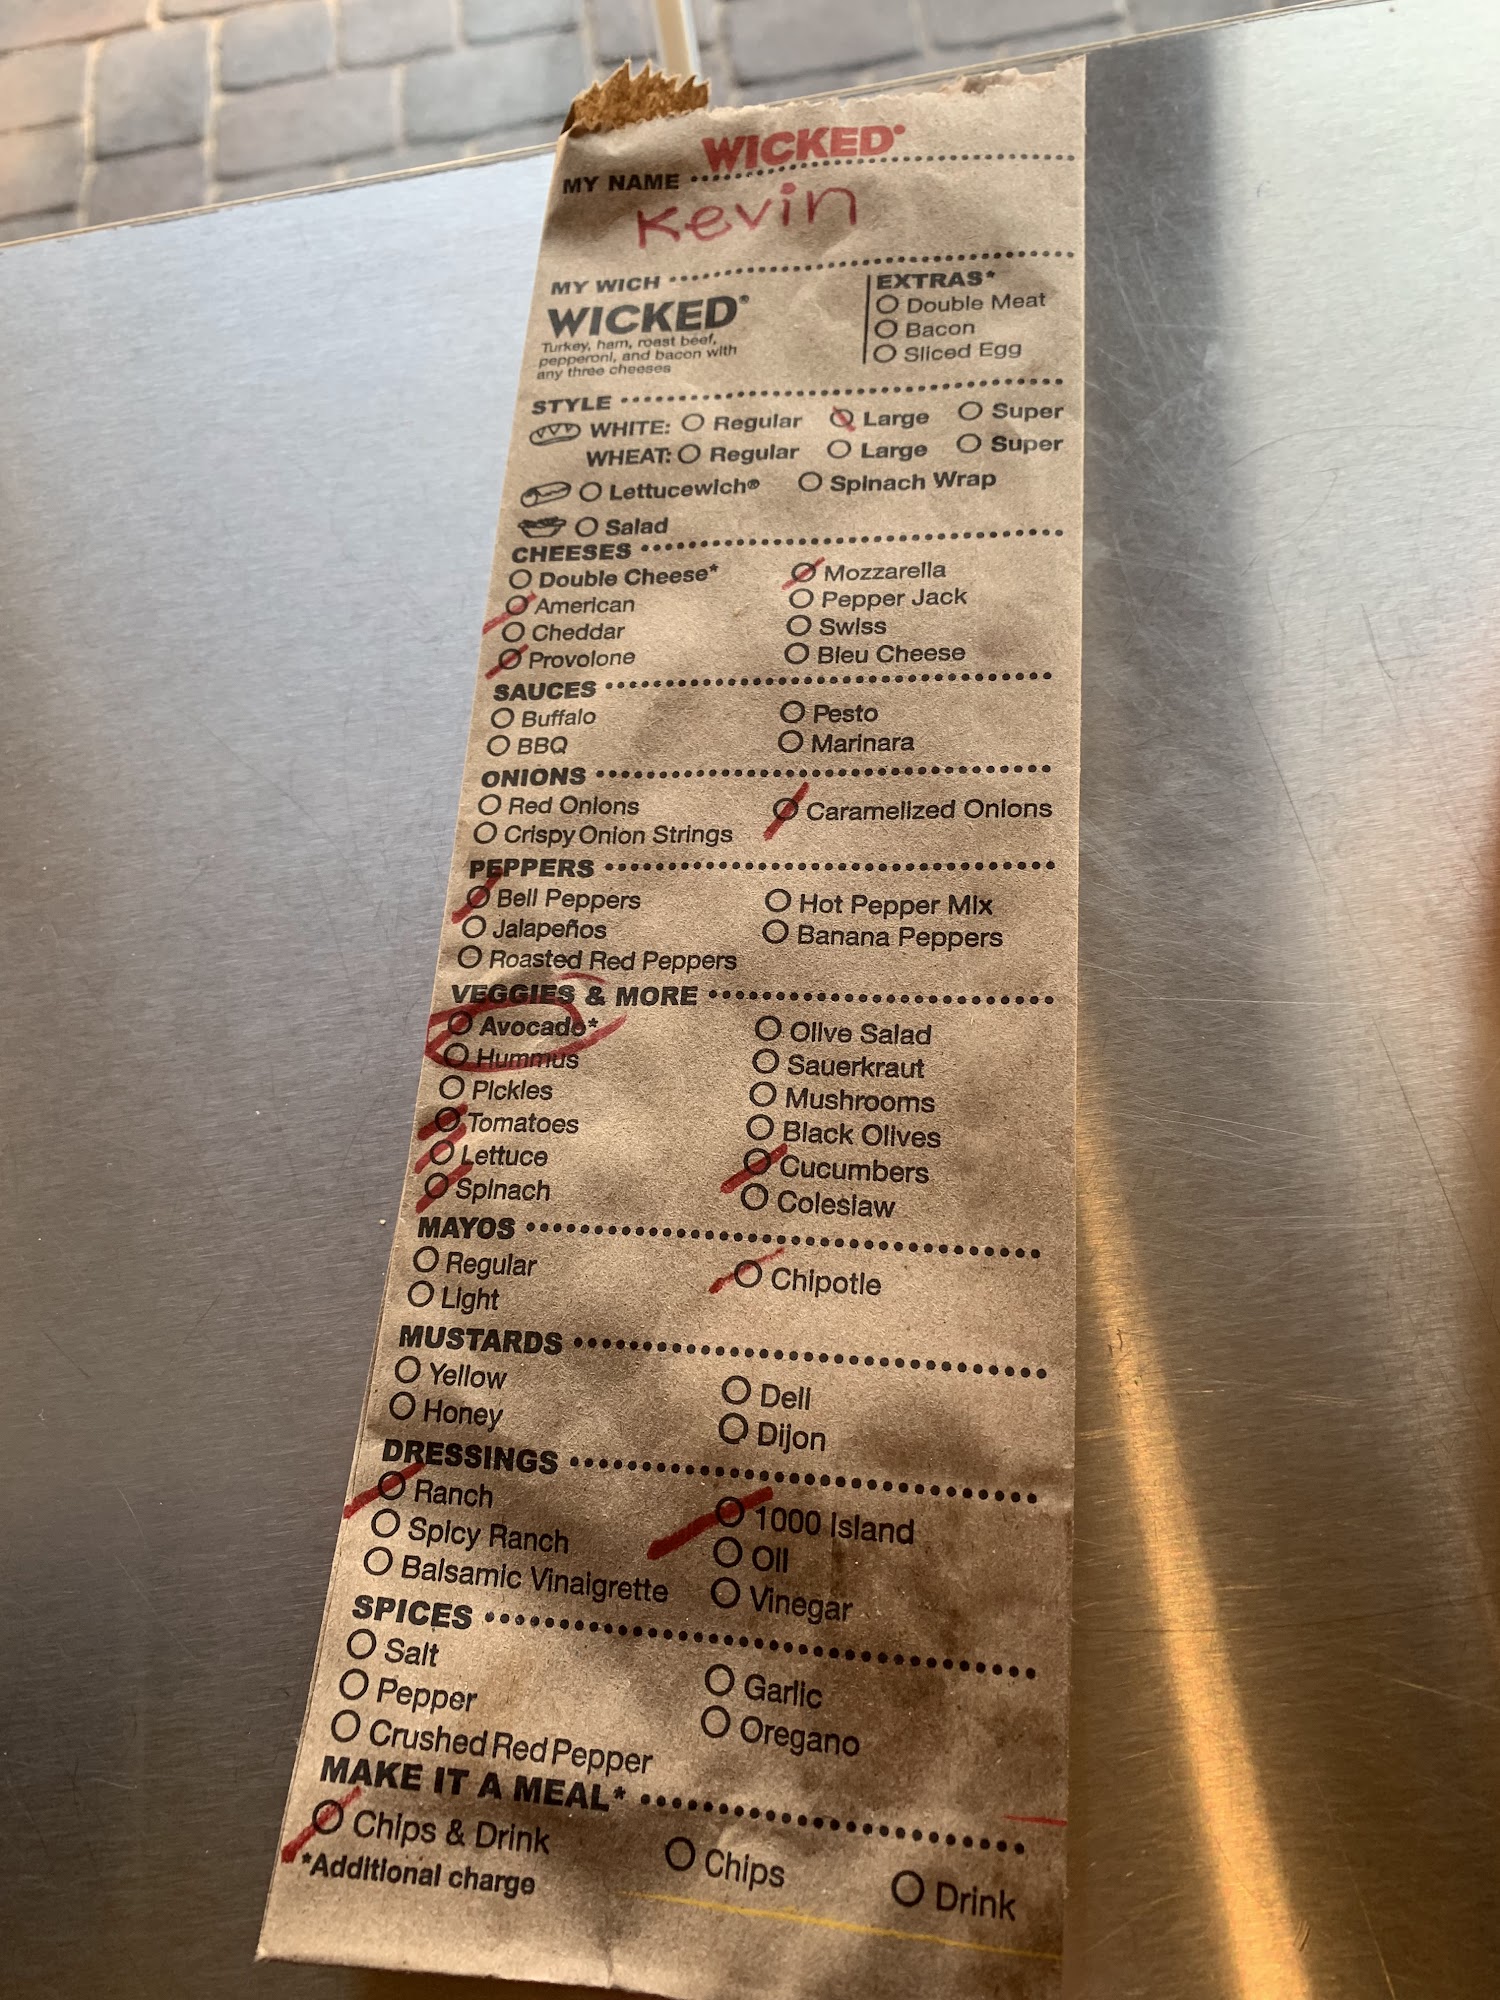 WICKED®
MY NAME
Kevin
MY WICH
WICKED®
Turkey, ham, roast beef,
pepperoni, and bacon with
any three cheeses
EXTRAS*
Double Meat
Bacon
Sliced Egg
STYLE
WHITE: Regular Large Super
WHEAT: Regular Large Super
Lettucewich® Spinach Wrap
Salad
CHEESES
Double Cheese* Mozzarella
American Pepper Jack
Cheddar Swiss
Provolone Bleu Cheese
SAUCES
Buffalo Pesto
BBQ Marinara
ONIONS
Red Onions Caramelized Onions
Crispy Onion Strings
PEPPERS
Bell Peppers Hot Pepper Mix
Jalapeños Banana Peppers
Roasted Red Peppers
VEGGIES & MORE
Avocado* Olive Salad
Hummus Sauerkraut
Pickles Mushrooms
Tomatoes Black Olives
Lettuce Cucumbers
Spinach Coleslaw
MAYOS
Regular Chipotle
Light
MUSTARDS
Yellow Deli
Honey Dijon
DRESSINGS
Ranch 1000 Island
Spicy Ranch Oil
Balsamic Vinaigrette Vinegar
SPICES
Salt Garlic
Pepper Oregano
Crushed Red Pepper
MAKE IT A MEAL*
Chips & Drink Chips Drink
*Additional charge